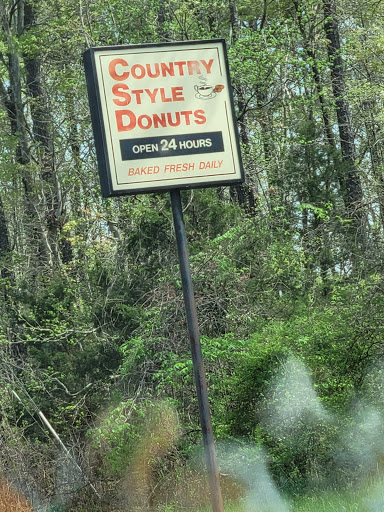 COUNTRY
STYLE
DONUTS
OPEN 24 HOURS
BAKED FRESH DAILY